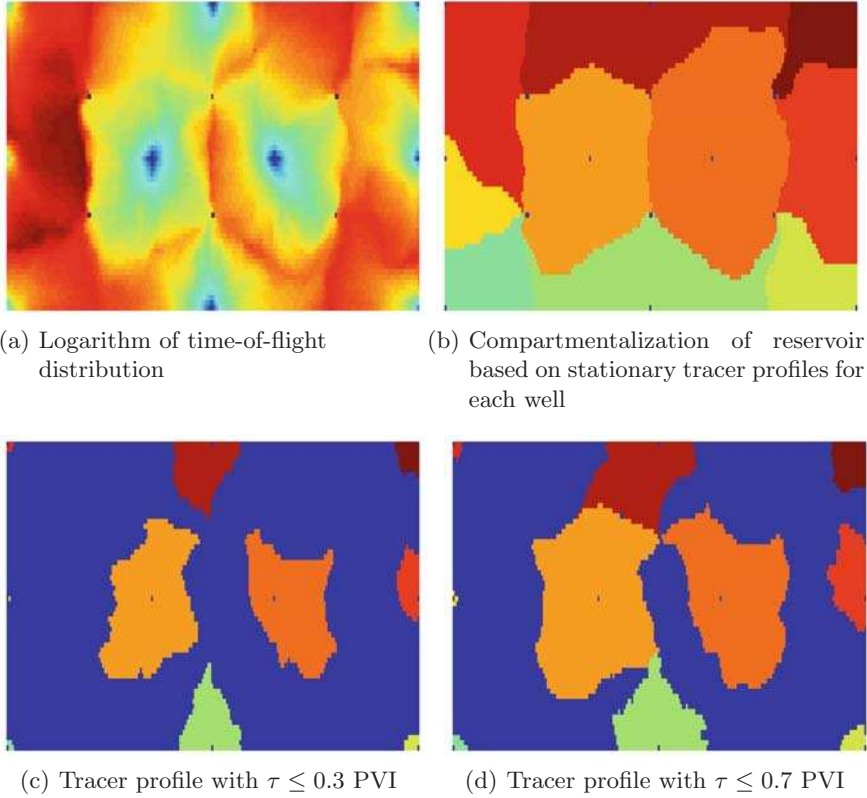 (a) Logarithm of time-of-flight
distribution
(b) Compartmentalization of reservoir
based on stationary tracer profiles for
each well
(c) Tracer profile with τ ≤ 0.3 PVI
(d) Tracer profile with τ ≤ 0.7 PVI